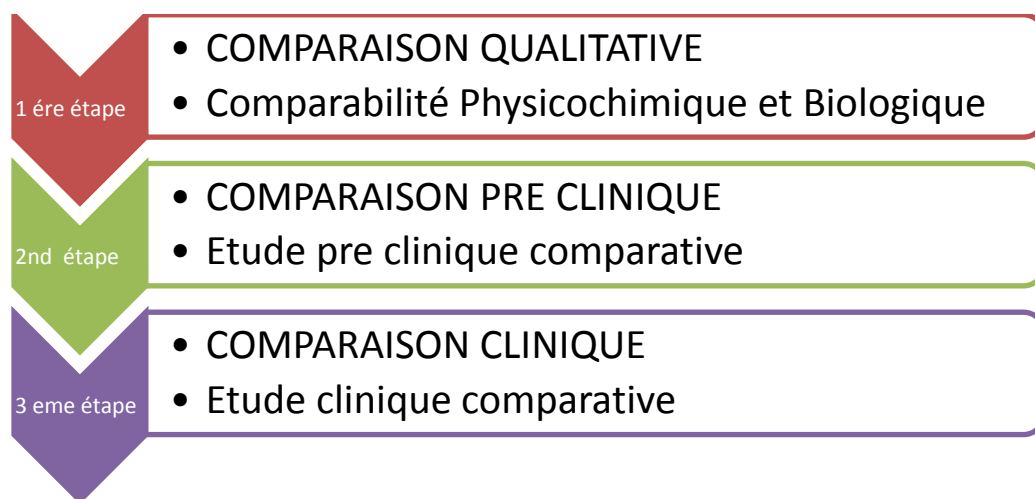 1 ére étape
• COMPARAISON QUALITATIVE
• Comparabilité Physicochimique et Biologique
2nd étape
• COMPARAISON PRE CLINIQUE
• Etude pre clinique comparative
3 eme étape
• COMPARAISON CLINIQUE
• Etude clinique comparative